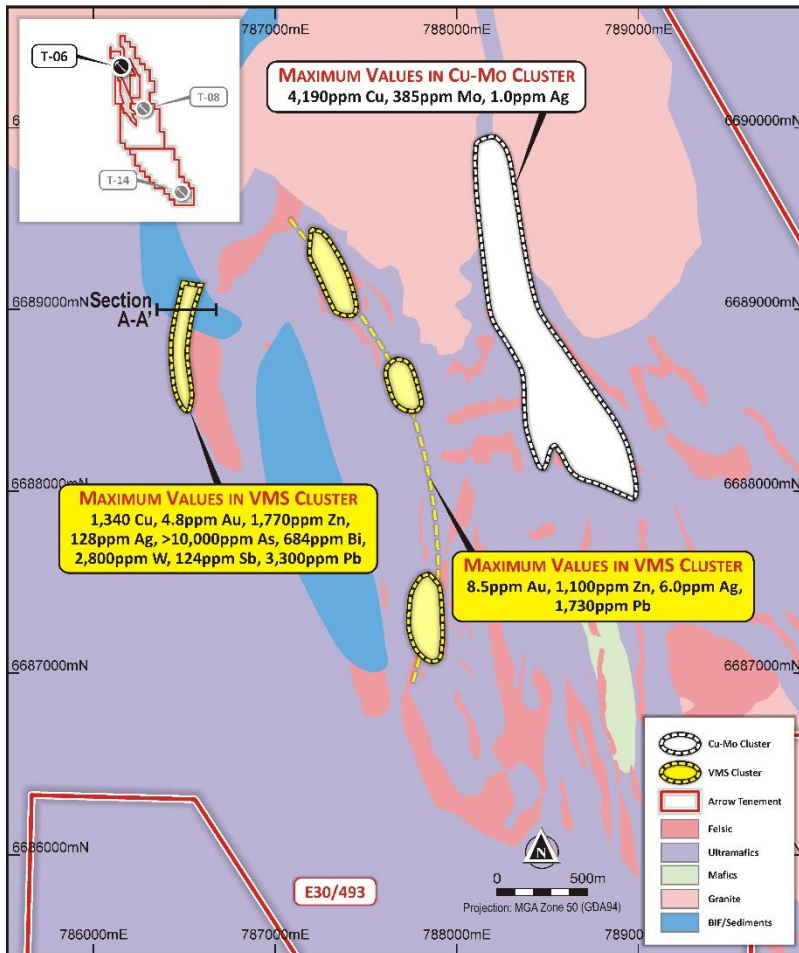 787000mE
788000mE
789000mE
T-06
T-08
T-14
MAXIMUM VALUES IN CU-MO CLUSTER
4,190ppm Cu, 385ppm Mo, 1.0ppm Ag
6690000mN
6689000mN
6689000mN
Section
A-A'
6688000mN
6688000mN
MAXIMUM VALUES IN VMS CLUSTER
1,340 Cu, 4.8ppm Au, 1,770ppm Zn,
128ppm Ag, >10,000ppm As, 684ppm Bi,
2,800ppm W, 124ppm Sb, 3,300ppm Pb
MAXIMUM VALUES IN VMS CLUSTER
8.5ppm Au, 1,100ppm Zn, 6.0ppm Ag,
1,730ppm Pb
6687000mN
6687000mN
Cu-Mo Cluster
VMS Cluster
Arrow Tenement
Felsic
Ultramafics
Mafics
Granite
BIF/Sediments
6686000mN
N
0 500m
Projection: MGA Zone 50 (GDA94)
E30/493
786000mE
787000mE
788000mE